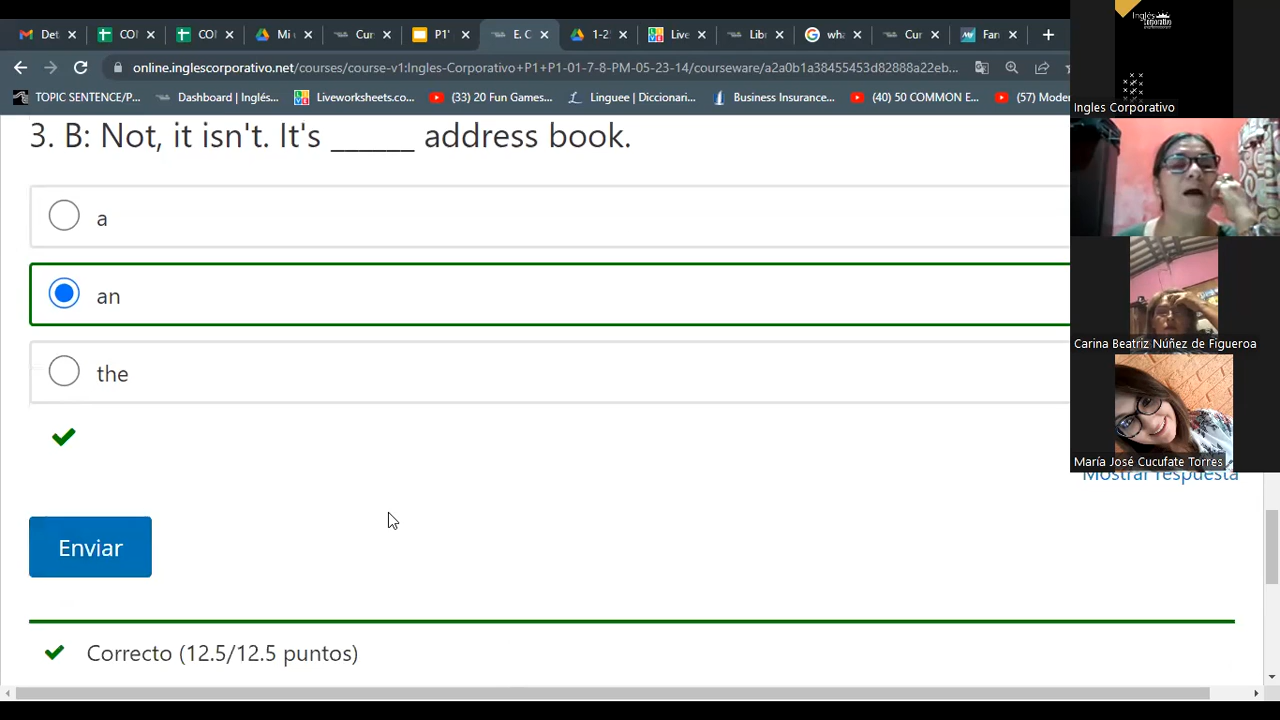 Det
CO
CO
Mi
Cur
P1'
E. C
1-2
Live
Libr
wha
Cur
Fan
online.inglescorporativo.net/courses/course-v1:Ingles-Corporativo+P1+P1-01-7-8-PM-05-23-14/courseware/a2a0b1a38455453d82888a22eb...
TOPIC SENTENCE/P...
Dashboard | Inglés...
Liveworksheets.co...
(33) 20 Fun Games...
Linguee | Diccionari...
Business Insurance...
(40) 50 COMMON E...
(57) Moder
3. B: Not, it isn't. It's ______ address book.
a
an
the
Mostrar respuesta
Enviar
Correcto (12.5/12.5 puntos)
Inglés
Corporativo
Ingles Corporativo
Carina Beatriz Núñez de Figueroa
María José Cucufate Torres